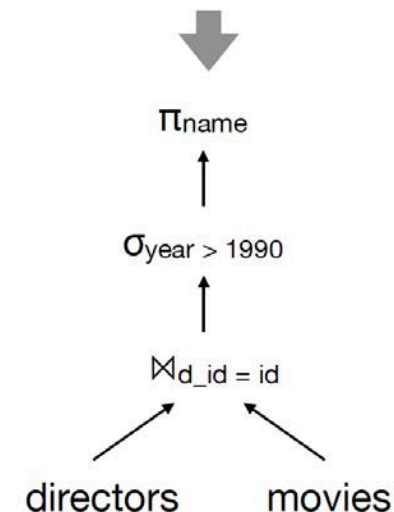 πname
σyear > 1990
⋈d_id = id
directors movies